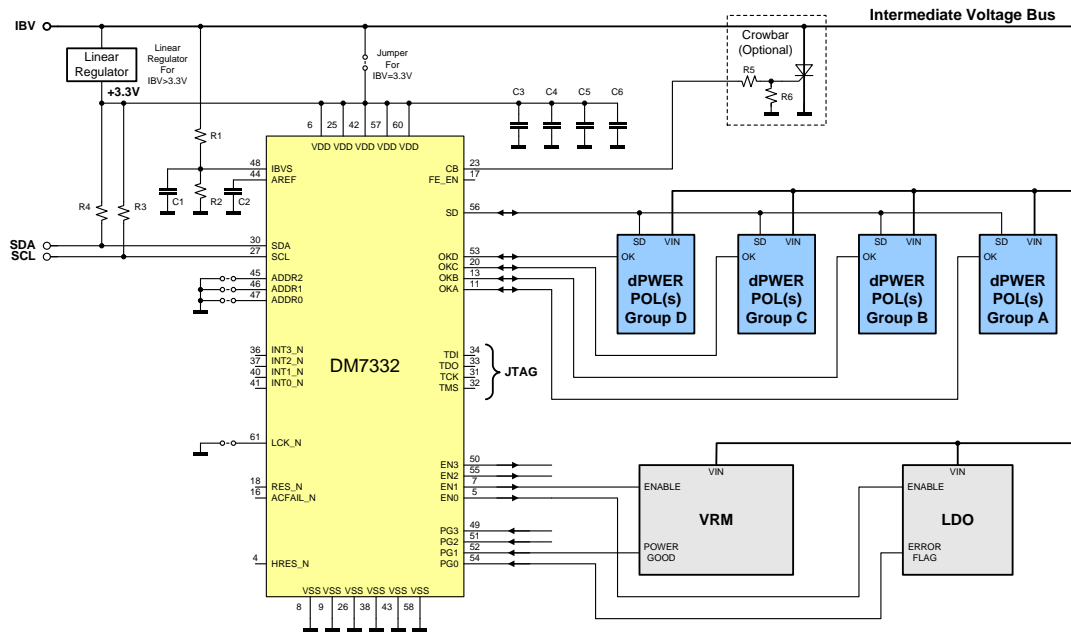 IBV
Intermediate Voltage Bus
Linear
Regulator
Linear
Regulator
For
IBV>3.3V
+3.3V
Jumper
For
IBV=3.3V
Crowbar
(Optional)
R5
R6
C3 C4 C5 C6
R1
R2
C1
C2
R4
R3
6 25 42 57 60
VDD VDD VDD VDD VDD
48 IBVS
44 AREF
SDA
SCL
30 SDA
27 SCL
45 ADDR2
46 ADDR1
47 ADDR0
36 INT3_N
37 INT2_N
40 INT1_N
41 INT0_N
61 LCK_N
18 RES_N
16 ACFAIL_N
4 HRES_N
DM7332
CB 23
FE_EN 17
SD 56
OKD 53
OKC 20
OKB 13
OKA 11
TDI 34
TDO 33
TCK 31
TMS 32
JTAG
EN3 50
EN2 55
EN1 7
EN0 5
PG3 49
PG2 51
PG1 52
PG0 54
VSS VSS VSS VSS VSS VSS
8 9 26 38 43 58
SD VIN
OK
dPWER
POL(s)
Group D
SD VIN
OK
dPWER
POL(s)
Group C
SD VIN
OK
dPWER
POL(s)
Group B
SD VIN
OK
dPWER
POL(s)
Group A
VIN
ENABLE
VRM
POWER
GOOD
VIN
ENABLE
LDO
ERROR
FLAG